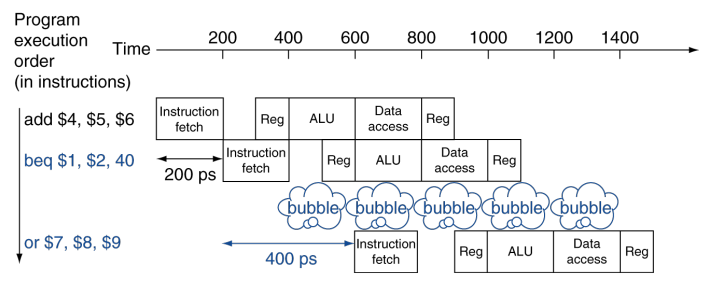 Program
execution
order
(in instructions)
Time
200 400 600 800 1000 1200 1400
add $4, $5, $6
Instruction
fetch
Reg
ALU
Data
access
Reg
beq $1, $2, 40
200 ps
Instruction
fetch
Reg
ALU
Data
access
Reg
bubble bubble bubble bubble bubble
or $7, $8, $9
400 ps
Instruction
fetch
Reg
ALU
Data
access
Reg